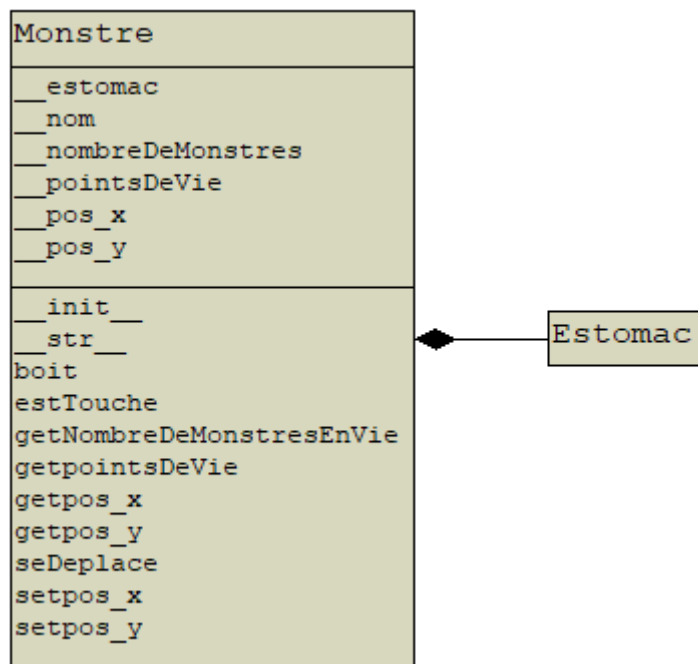 Monstre
__estomac
__nom
__nombreDeMonstres
__pointsDeVie
__pos_x
__pos_y
__init__
__str__
boit
estTouche
getNombreDeMonstresEnVie
getpointsDeVie
getpos_x
getpos_y
seDeplace
setpos_x
setpos_y
Estomac